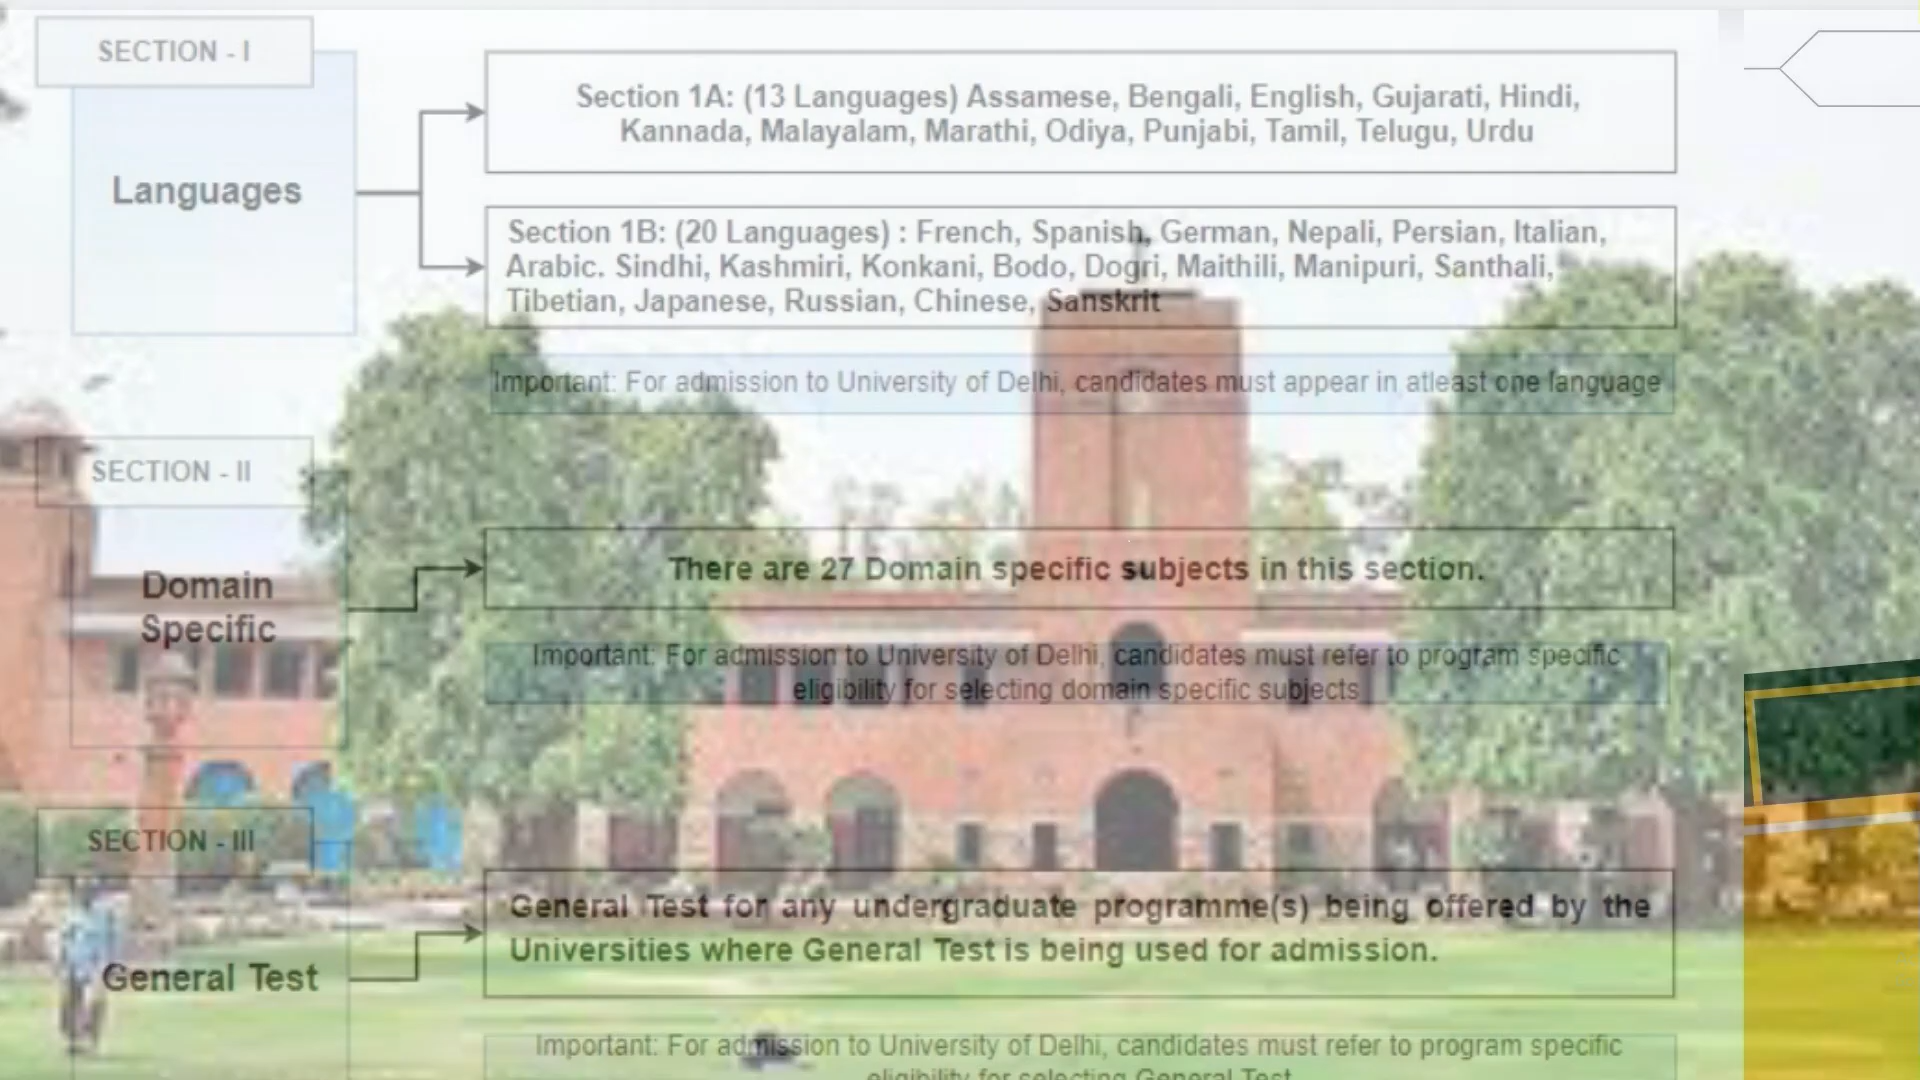 SECTION - I
Languages
Section 1A: (13 Languages) Assamese, Bengali, English, Gujarati, Hindi,
Kannada, Malayalam, Marathi, Odiya, Punjabi, Tamil, Telugu, Urdu
Section 1B: (20 Languages) : French, Spanish, German, Nepali, Persian, Italian,
Arabic. Sindhi, Kashmiri, Konkani, Bodo, Dogri, Maithili, Manipuri, Santhali,
Tibetian, Japanese, Russian, Chinese, Sanskrit
Important: For admission to University of Delhi, candidates must appear in atleast one language
SECTION - II
Domain
Specific
There are 27 Domain specific subjects in this section.
Important: For admission to University of Delhi, candidates must refer to program specific
eligibility for selecting domain specific subjects
SECTION - III
General Test
General Test for any undergraduate programme(s) being offered by the
Universities where General Test is being used for admission.
Important: For admission to University of Delhi, candidates must refer to program specific
eligibility for selecting General Test